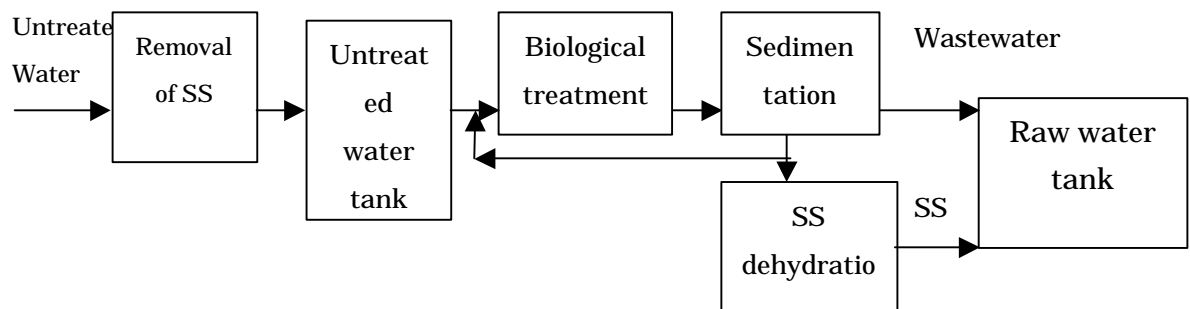 Untreate
Water
Removal
of SS
Untreat
ed
water
tank
Biological
treatment
Sedimen
tation
Wastewater
Raw water
tank
SS
dehydratio
SS